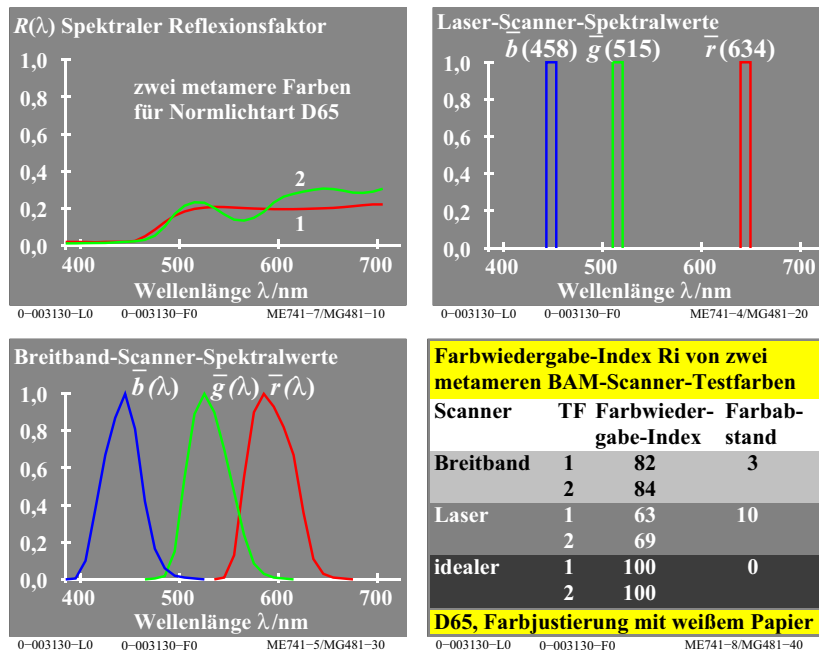 R(λ) Spektraler Reflexionsfaktor
1,0
zwei metamere Farben
0,8
für Normlichtart D65
0,6
0,4
2
0,2
1
0,0
400 500 600 700
Wellenlänge λ/nm
0−003130−L0 0−003130−F0 ME741−7/MG481−10
Laser-Scanner-Spektralwerte
b̅(458) g̅(515) r̅(634)
1,0
0,8
0,6
0,4
0,2
0,0
400 500 600 700
Wellenlänge λ/nm
0−003130−L0 0−003130−F0 ME741−4/MG481−20
Breitband-Scanner-Spektralwerte
b̅(λ) g̅(λ) r̅(λ)
1,0
0,8
0,6
0,4
0,2
0,0
400 500 600 700
Wellenlänge λ/nm
0−003130−L0 0−003130−F0 ME741−5/MG481−30
Farbwiedergabe-Index Ri von zwei
metameren BAM-Scanner-Testfarben
Scanner TF Farbwieder- Farbab-
gabe-Index stand
Breitband 1 82 3
2 84
Laser 1 63 10
2 69
idealer 1 100 0
2 100
D65, Farbjustierung mit weißem Papier
0−003130−L0 0−003130−F0 ME741−8/MG481−40